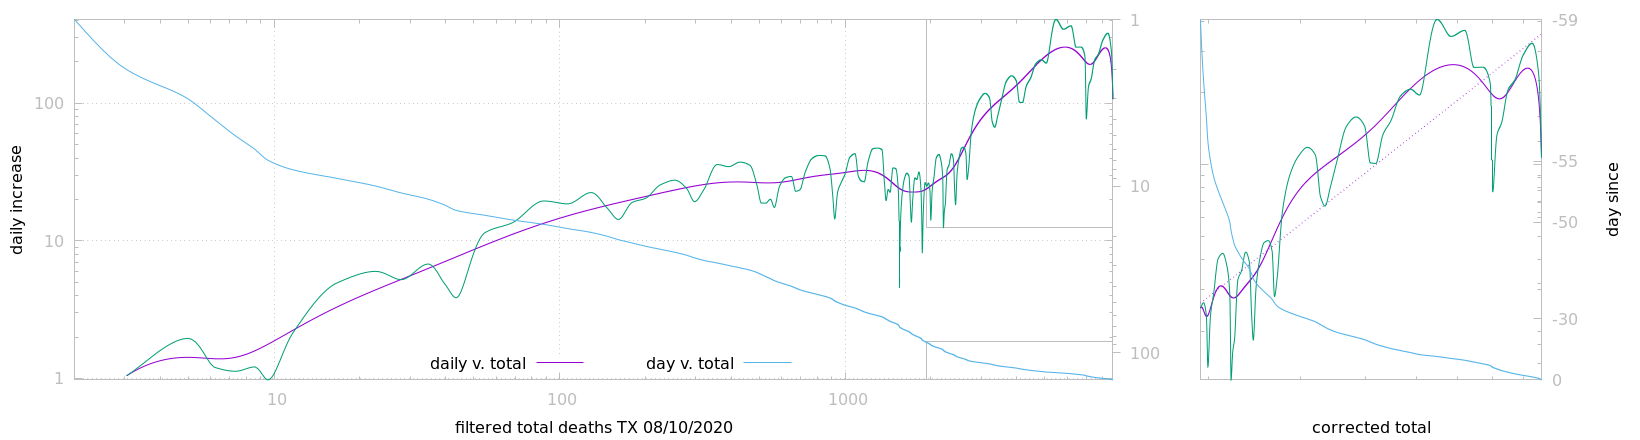 daily increase
100
10
1
10
100
1000
1
10
100
daily v. total
day v. total
filtered total deaths TX 08/10/2020
-59
-55
-50
-30
0
day since
corrected total